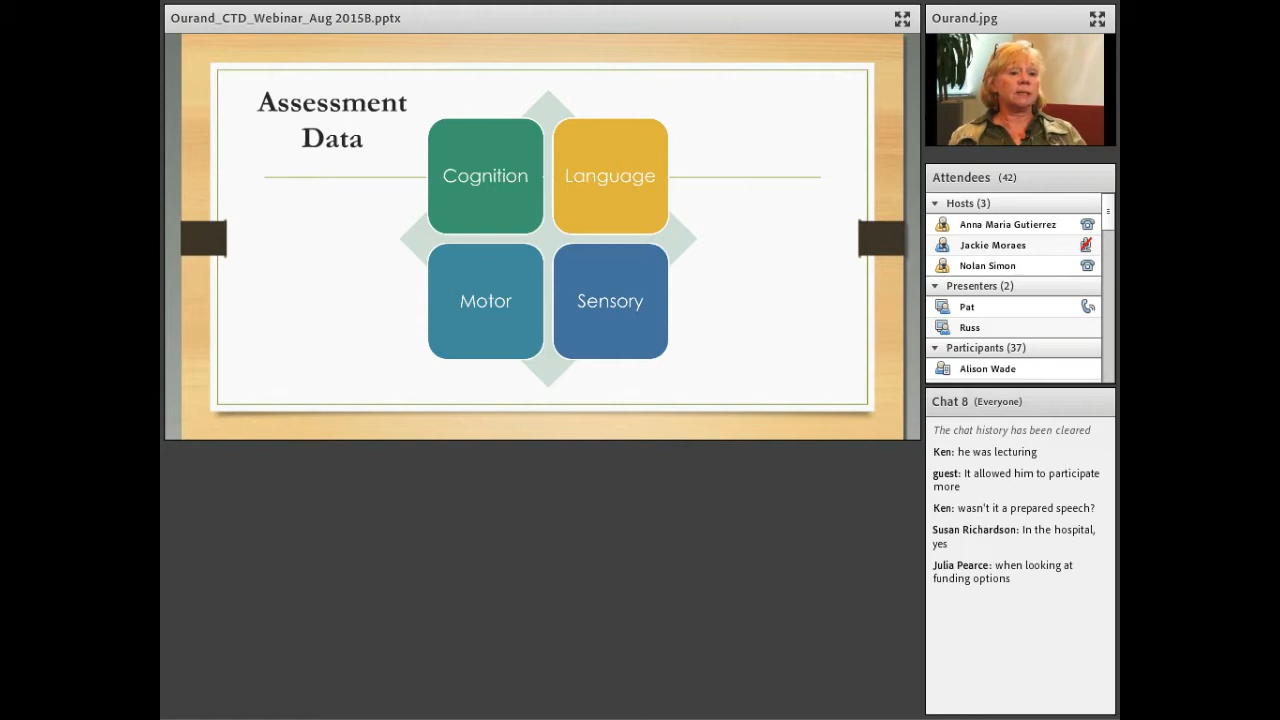 Ourand_CTD_Webinar_Aug 2015B.pptx
Assessment
Data
Cognition
Language
Motor
Sensory
Ourand.jpg
Attendees (42)
Hosts (3)
Anna Maria Gutierrez
Jackie Moraes
Nolan Simon
Presenters (2)
Pat
Russ
Participants (37)
Alison Wade
Chat 8 (Everyone)
The chat history has been cleared
Ken: he was lecturing
guest: It allowed him to participate
more
Ken: wasn't it a prepared speech?
Susan Richardson: In the hospital,
yes
Julia Pearce: when looking at
funding options